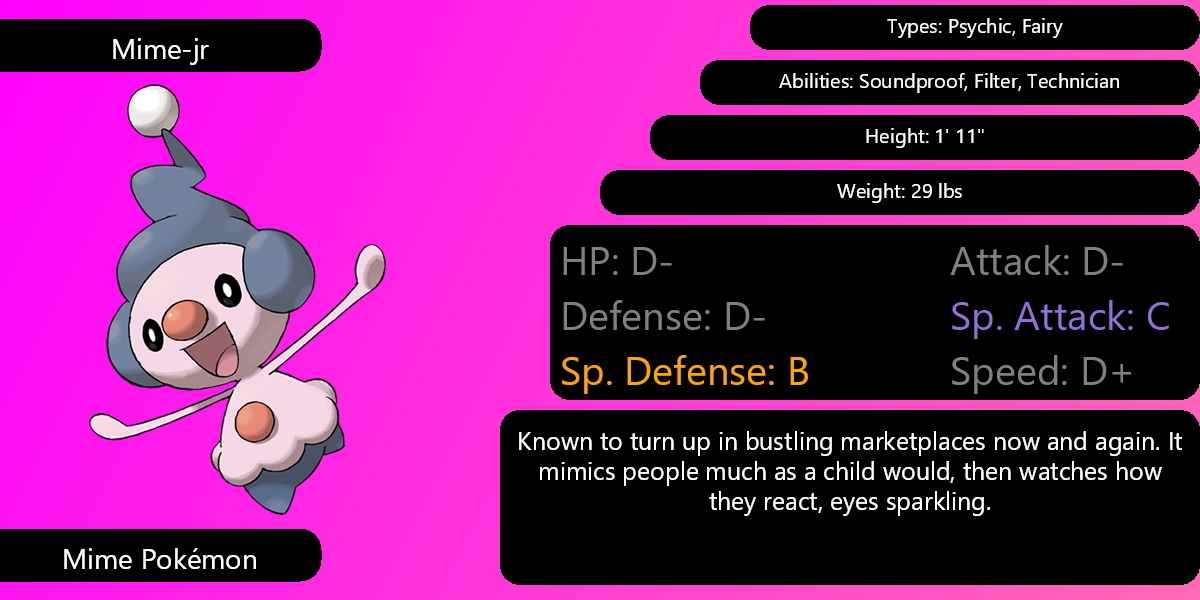 Mime-jr
Types: Psychic, Fairy
Abilities: Soundproof, Filter, Technician
Height: 1' 11"
Weight: 29 lbs
HP: D-
Attack: D-
Defense: D-
Sp. Attack: C
Sp. Defense: B
Speed: D+
Known to turn up in bustling marketplaces now and again. It
mimics people much as a child would, then watches how
they react, eyes sparkling.
Mime Pokémon